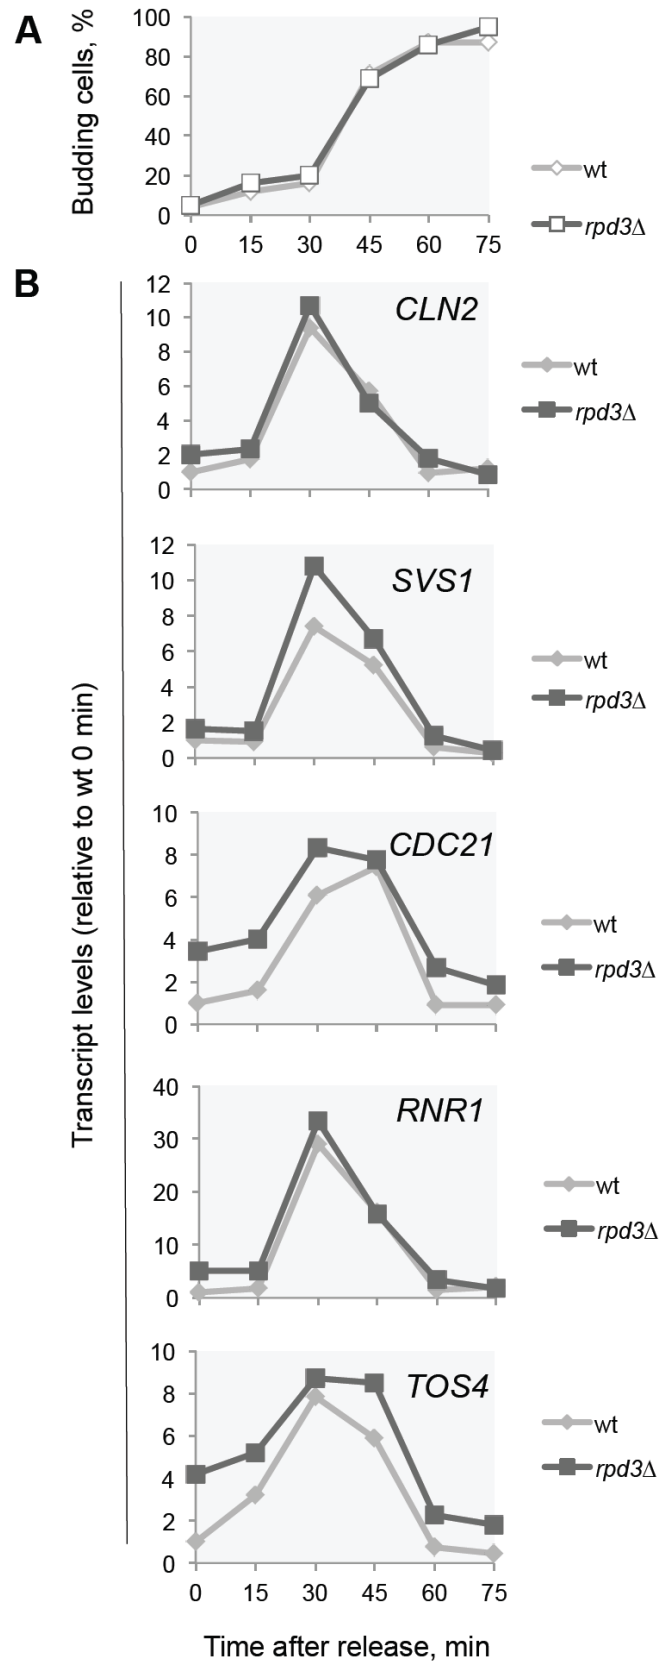 A
Budding cells, %
100
80
60
40
20
0
0 15 30 45 60 75
wt
rpd3Δ
B
Transcript levels (relative to wt 0 min)
CLN2
12
10
8
6
4
2
0
wt
rpd3Δ
SVS1
12
10
8
6
4
2
0
wt
rpd3Δ
CDC21
10
8
6
4
2
0
wt
rpd3Δ
RNR1
40
30
20
10
0
wt
rpd3Δ
TOS4
10
8
6
4
2
0
wt
rpd3Δ
0 15 30 45 60 75
Time after release, min